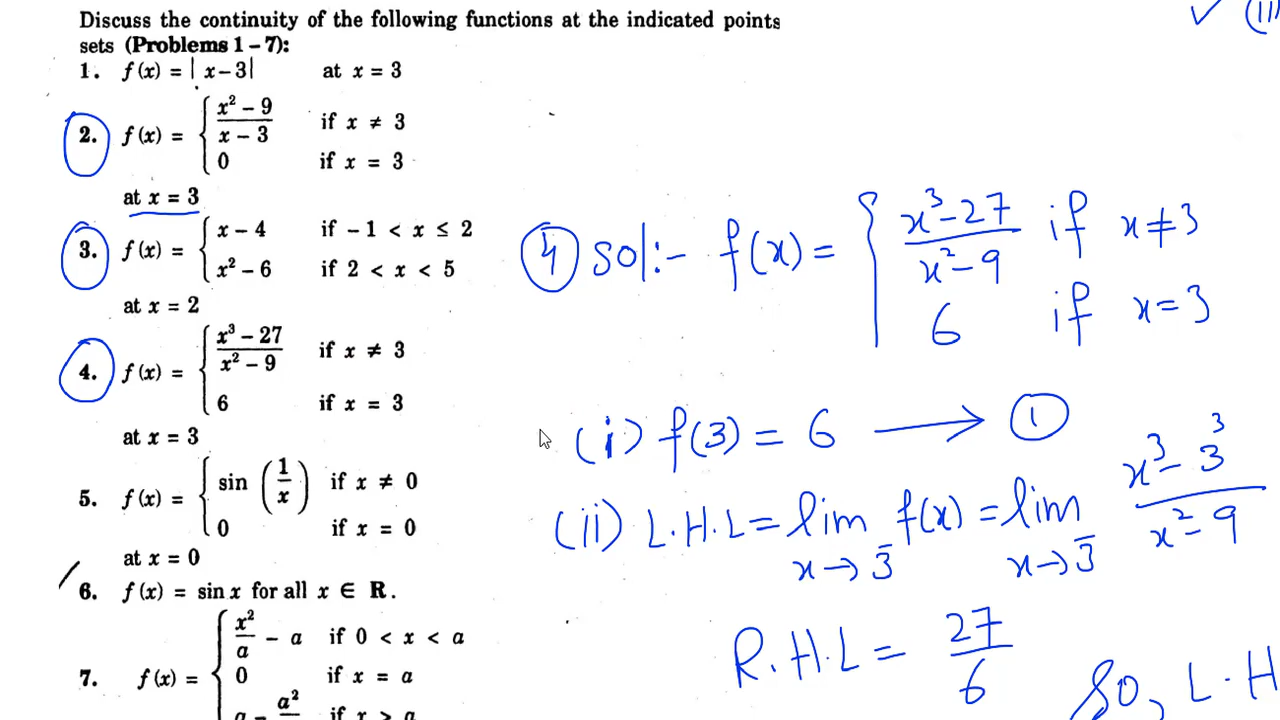 Discuss the continuity of the following functions at the indicated points
sets (Problems 1 – 7):
1. f(x) = | x – 3| at x = 3
2. f(x) = { (x² – 9)/(x – 3) if x ≠ 3
0 if x = 3
at x = 3
3. f(x) = { x – 4 if – 1 < x ≤ 2
x² – 6 if 2 < x < 5
at x = 2
4. f(x) = { (x³ – 27)/(x² – 9) if x ≠ 3
6 if x = 3
at x = 3
5. f(x) = { sin (1/x) if x ≠ 0
0 if x = 0
at x = 0
6. f(x) = sin x for all x ∈ R.
7. f(x) = { x²/a – a if 0 < x < a
0 if x = a
a – a² if x > a
✓ (III)
④ Sol:- f(x) = { (x³-27)/(x²-9) if x≠3
6 if x=3
(i) f(3) = 6 → ①
(ii) L.H.L = lim x→3⁻ f(x) = lim x→3⁻ (x³-3³)/(x²-9)
R.H.L = 27/6
So, L.H